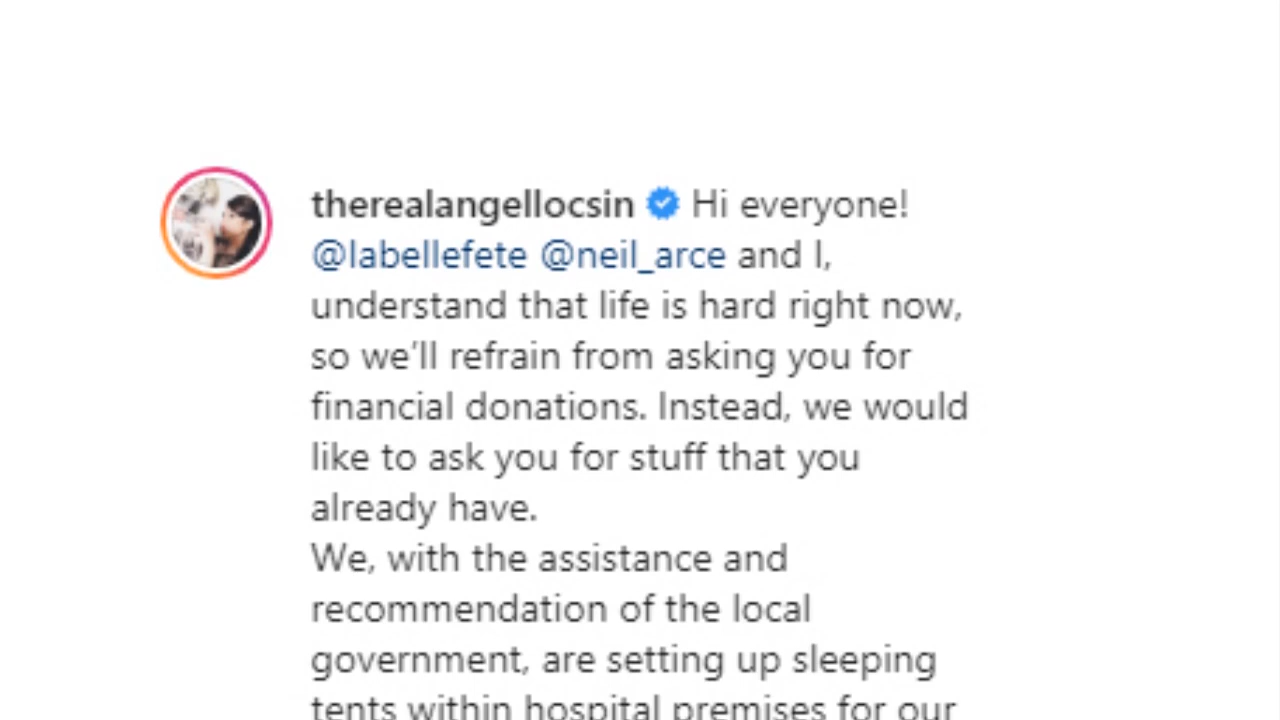 therealangellocsin Hi everyone!
@labellefete @neil_arce and I,
understand that life is hard right now,
so we'll refrain from asking you for
financial donations. Instead, we would
like to ask you for stuff that you
already have.
We, with the assistance and
recommendation of the local
government, are setting up sleeping
tents within hospital premises for our